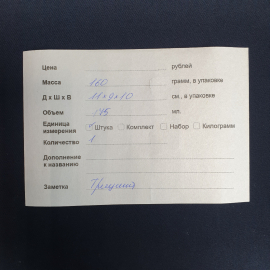 Цена рублей
Масса 160 грамм, в упаковке
Д х Ш х В 11×9×10 см., в упаковке
Объем 175 мл.
Единица
измерения Штука Комплект Набор Килограмм
Количество 1
Дополнение
к названию
Заметка